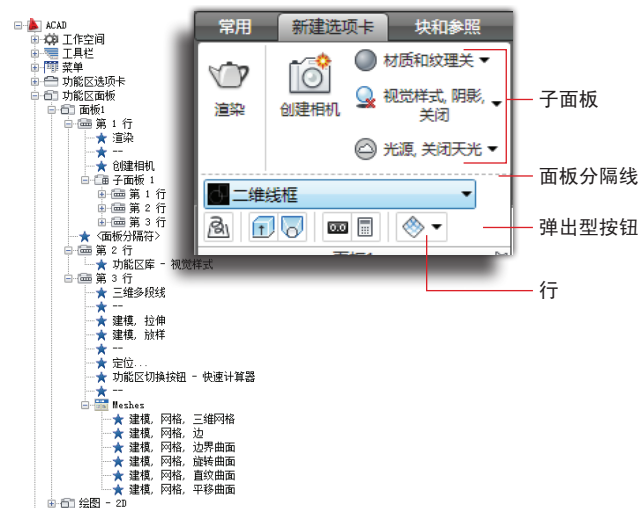 ACAD
工作空间
工具栏
菜单
功能区选项卡
功能区面板
面板1
第 1 行
渲染
--
创建相机
子面板 1
第 1 行
第 2 行
第 3 行
<面板分隔符>
第 2 行
功能区库 - 视觉样式
第 3 行
三维多段线
--
建模, 拉伸
建模, 放样
--
定位...
功能区切换按钮 - 快速计算器
--
Meshes
建模, 网格, 三维网格
建模, 网格, 边
建模, 网格, 边界曲面
建模, 网格, 旋转曲面
建模, 网格, 直纹曲面
建模, 网格, 平移曲面
绘图 - 2D
常用 新建选项卡 块和参照
渲染
创建相机
材质和纹理关
视觉样式, 阴影,
关闭
光源, 关闭天光
二维线框
0.0
子面板
面板分隔线
弹出型按钮
行